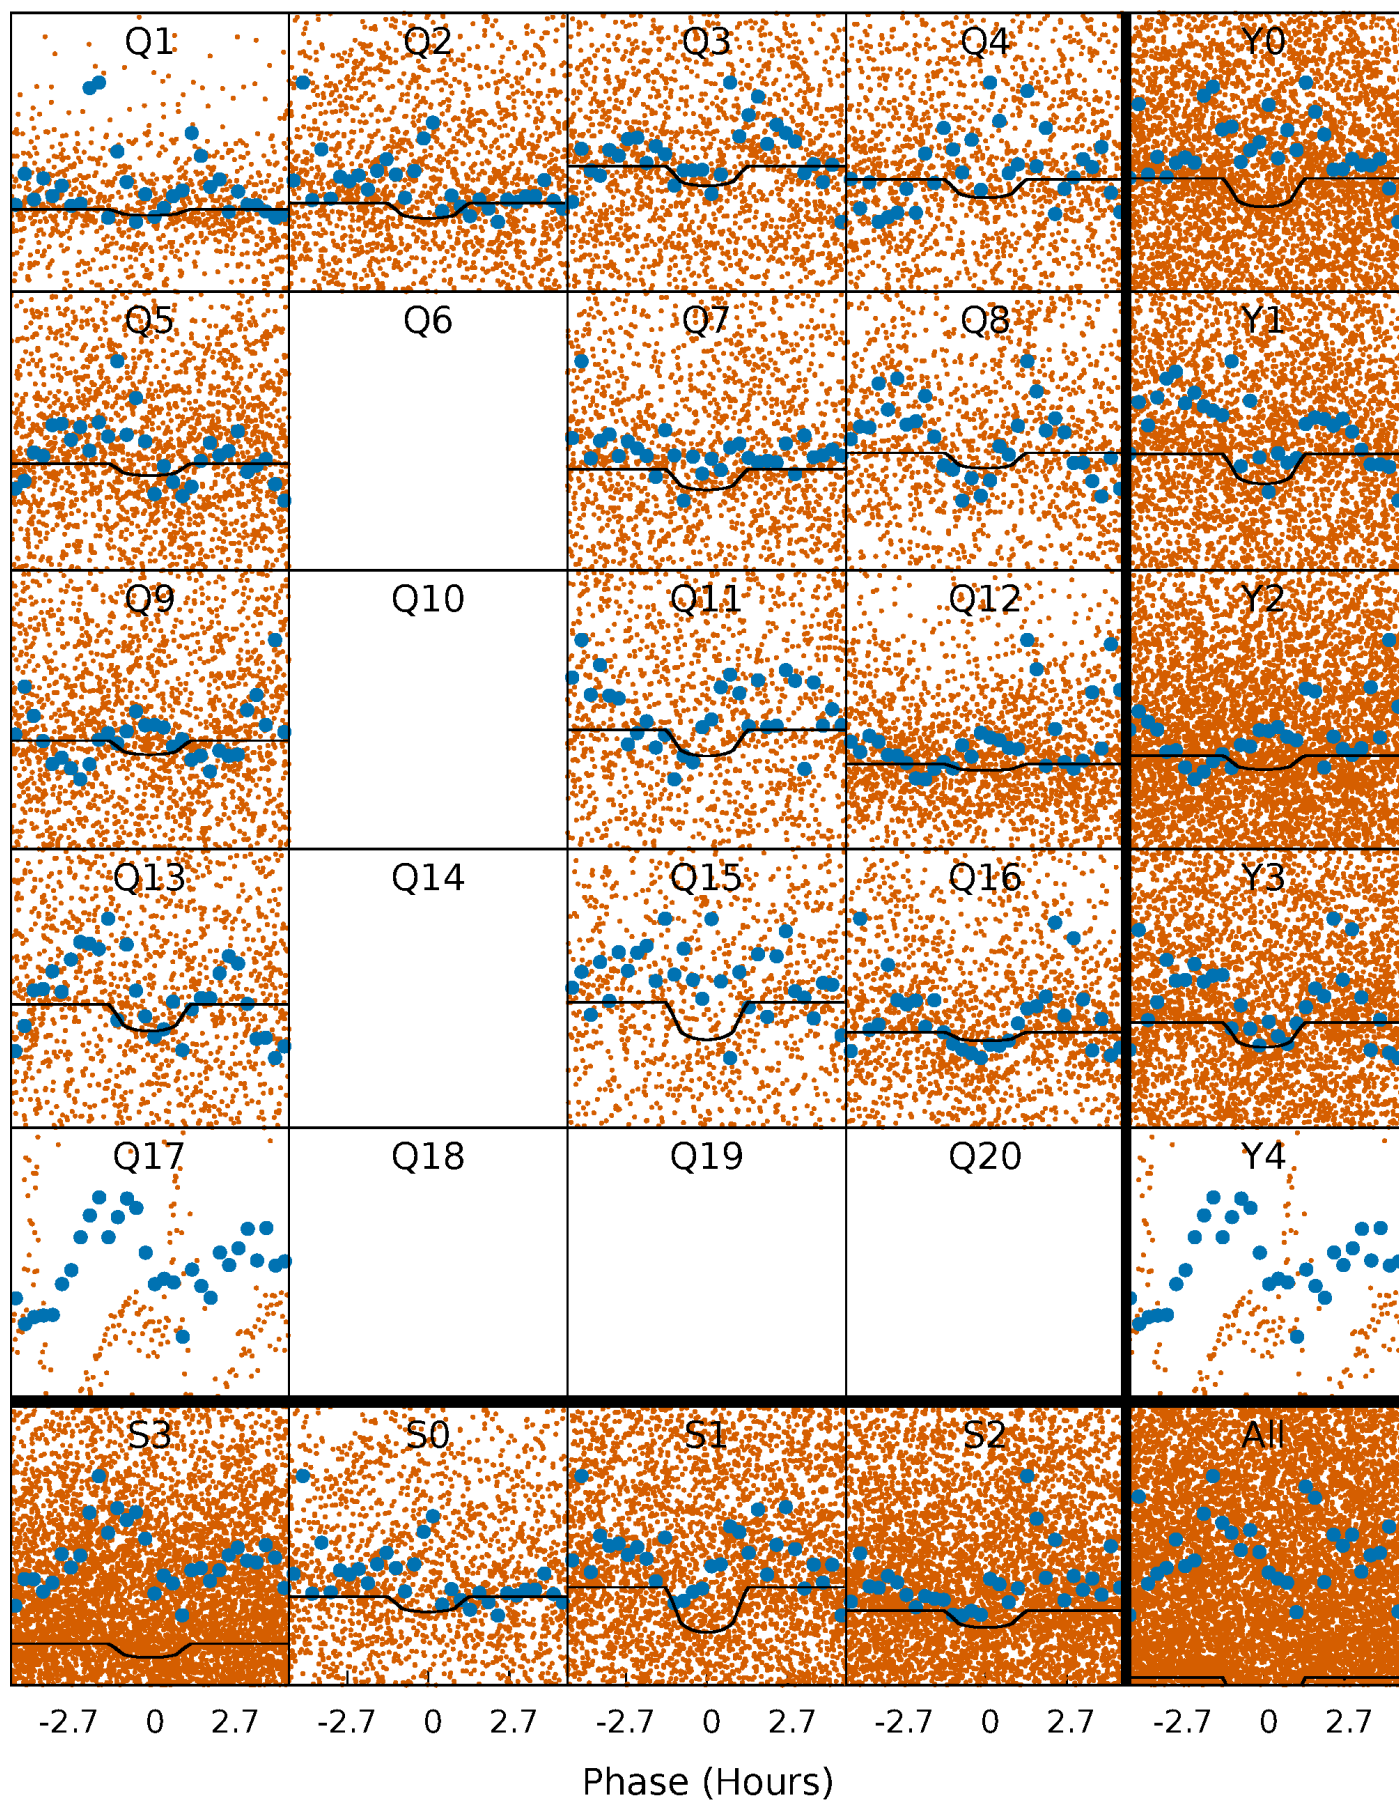 Q1 Q2 Q3 Q4 Y0
Q5 Q6 Q7 Q8 Y1
Q9 Q10 Q11 Q12 Y2
Q13 Q14 Q15 Q16 Y3
Q17 Q18 Q19 Q20 Y4
S3 S0 S1 S2 All
-2.7 0 2.7 -2.7 0 2.7 -2.7 0 2.7 -2.7 0 2.7 -2.7 0 2.7
Phase (Hours)